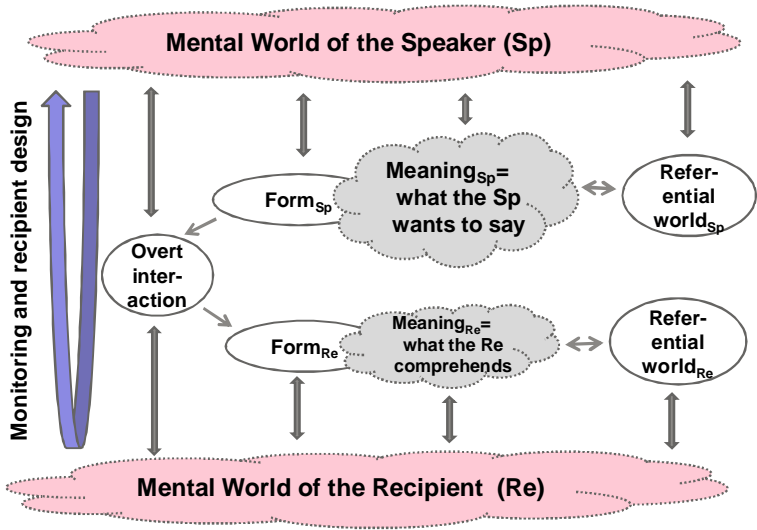 Mental World of the Speaker (Sp)
Monitoring and recipient design
Form_Sp
Meaning_Sp=
what the Sp
wants to say
Refer-
ential
world_Sp
Overt
inter-
action
Form_Re
Meaning_Re=
what the Re
comprehends
Refer-
ential
world_Re
Mental World of the Recipient (Re)